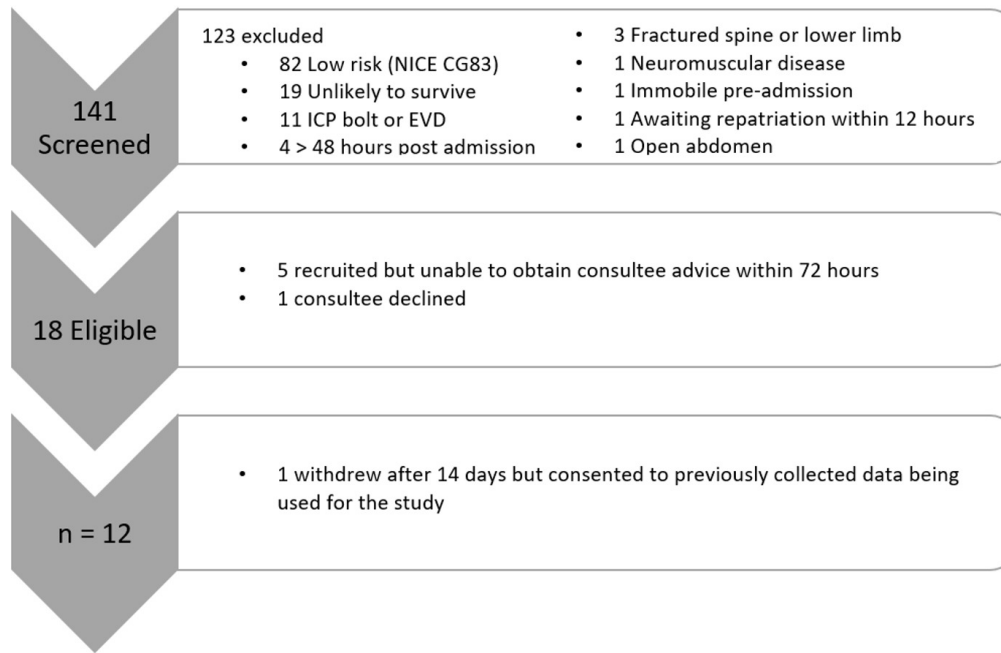 141
Screened
123 excluded
• 82 Low risk (NICE CG83)
• 19 Unlikely to survive
• 11 ICP bolt or EVD
• 4 > 48 hours post admission
• 3 Fractured spine or lower limb
• 1 Neuromuscular disease
• 1 Immobile pre-admission
• 1 Awaiting repatriation within 12 hours
• 1 Open abdomen
18 Eligible
• 5 recruited but unable to obtain consultee advice within 72 hours
• 1 consultee declined
n = 12
• 1 withdrew after 14 days but consented to previously collected data being
used for the study